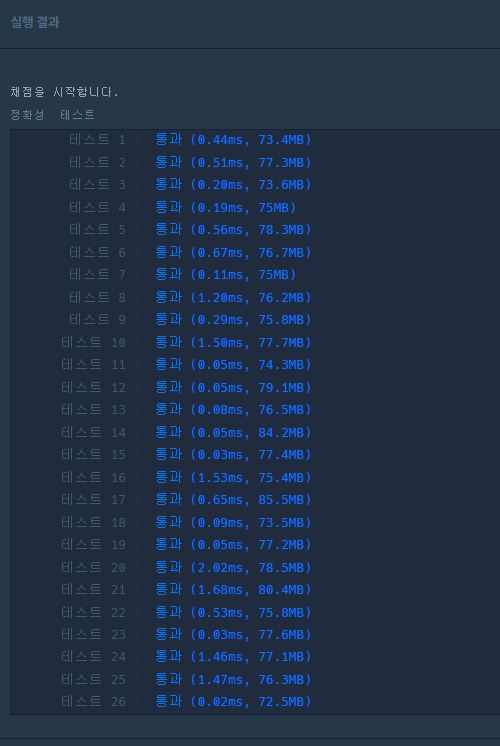 실행 결과
채점을 시작합니다.
정확성 테스트
테스트 1 〉 통과 (0.44ms, 73.4MB)
테스트 2 〉 통과 (0.51ms, 77.3MB)
테스트 3 〉 통과 (0.20ms, 73.6MB)
테스트 4 〉 통과 (0.19ms, 75MB)
테스트 5 〉 통과 (0.56ms, 78.3MB)
테스트 6 〉 통과 (0.67ms, 76.7MB)
테스트 7 〉 통과 (0.11ms, 75MB)
테스트 8 〉 통과 (1.20ms, 76.2MB)
테스트 9 〉 통과 (0.29ms, 75.8MB)
테스트 10 〉 통과 (1.50ms, 77.7MB)
테스트 11 〉 통과 (0.05ms, 74.3MB)
테스트 12 〉 통과 (0.05ms, 79.1MB)
테스트 13 〉 통과 (0.08ms, 76.5MB)
테스트 14 〉 통과 (0.05ms, 84.2MB)
테스트 15 〉 통과 (0.03ms, 77.4MB)
테스트 16 〉 통과 (1.53ms, 75.4MB)
테스트 17 〉 통과 (0.65ms, 85.5MB)
테스트 18 〉 통과 (0.09ms, 73.5MB)
테스트 19 〉 통과 (0.05ms, 77.2MB)
테스트 20 〉 통과 (2.02ms, 78.5MB)
테스트 21 〉 통과 (1.68ms, 80.4MB)
테스트 22 〉 통과 (0.53ms, 75.8MB)
테스트 23 〉 통과 (0.03ms, 77.6MB)
테스트 24 〉 통과 (1.46ms, 77.1MB)
테스트 25 〉 통과 (1.47ms, 76.3MB)
테스트 26 〉 통과 (0.02ms, 72.5MB)